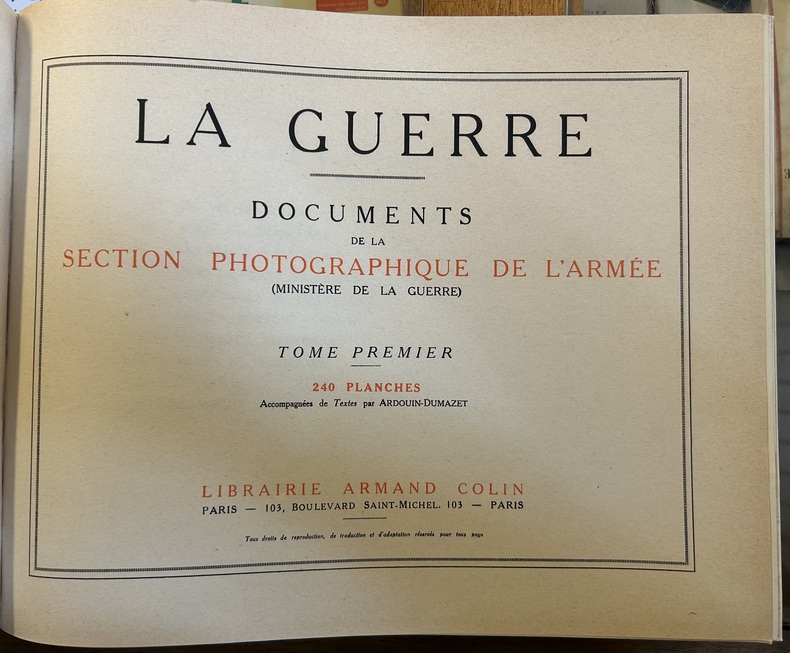 LA GUERRE
DOCUMENTS
DE LA
SECTION PHOTOGRAPHIQUE DE L'ARMÉE
(MINISTÈRE DE LA GUERRE)
TOME PREMIER
240 PLANCHES
Accompagnées de Textes par ARDOUIN-DUMAZET
LIBRAIRIE ARMAND COLIN
PARIS — 103, BOULEVARD SAINT-MICHEL, 103 — PARIS
Tous droits de reproduction, de traduction et d'adaptation réservés pour tous pays